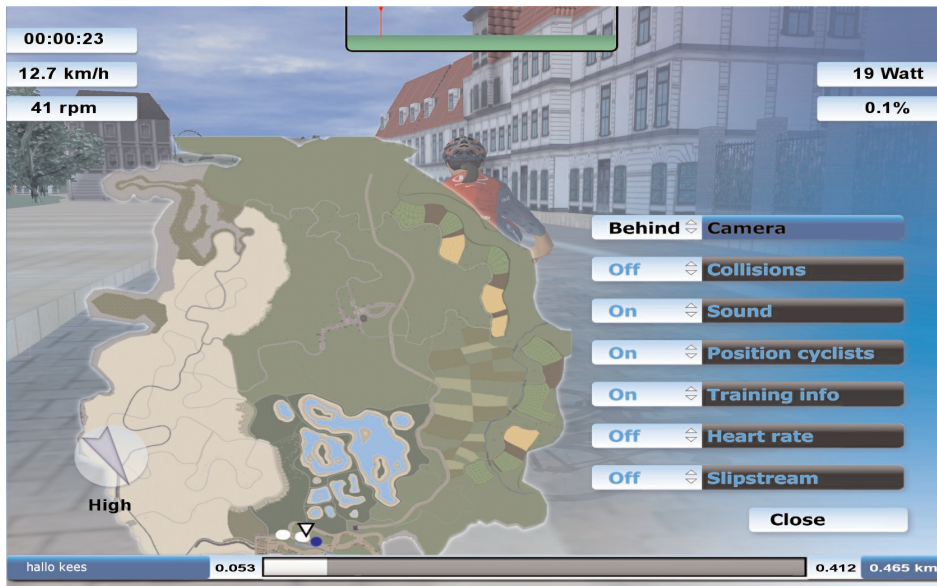 00:00:23
12.7 km/h
41 rpm
19 Watt
0.1%
Behind Camera
Off Collisions
On Sound
On Position cyclists
On Training info
Off Heart rate
Off Slipstream
High
Close
hallo kees 0.053 0.412 0.465 km